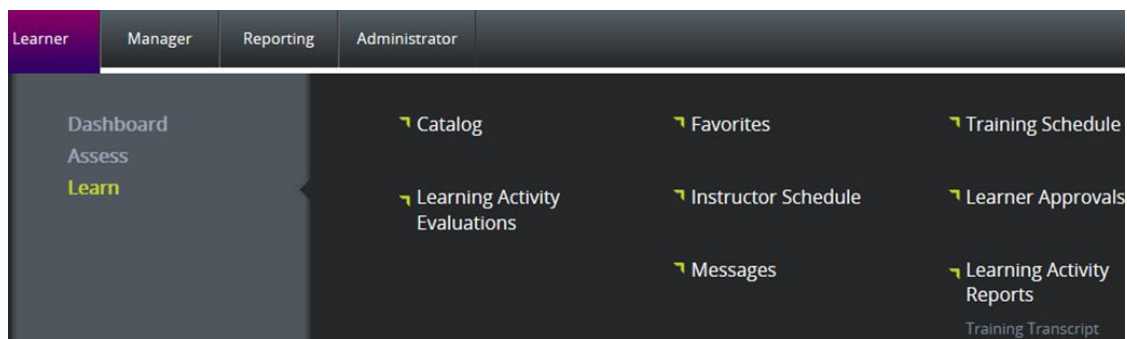 Learner Manager Reporting Administrator
Dashboard
Assess
Learn
Catalog Favorites Training Schedule
Learning Activity Instructor Schedule Learner Approvals
Evaluations
Messages Learning Activity
Reports
Training Transcript